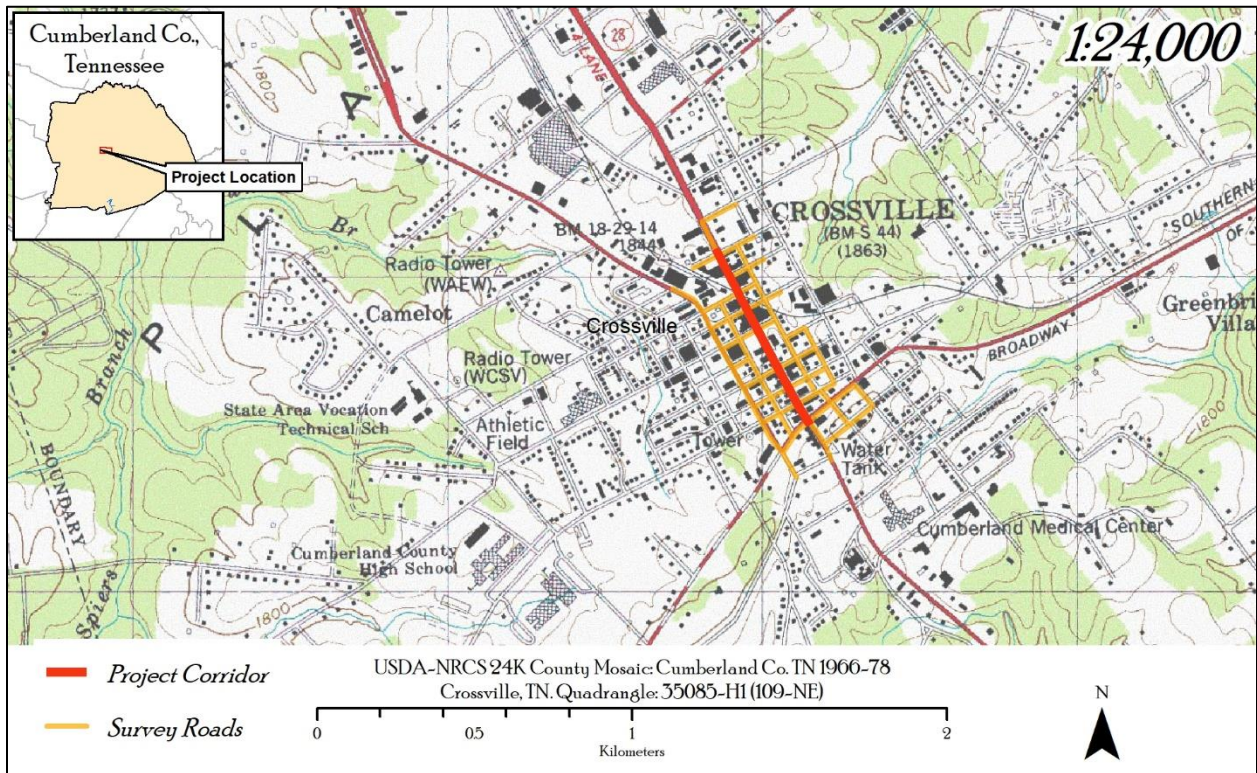 Cumberland Co.,
Tennessee
Project Location
1:24,000
28
4 LANE
1800
A
L
P
Br
BM 18-29-14
1844
CROSSVILLE
(BM-S 44)
(1863)
SOUTHERN
OF
Radio Tower
(WAEW)
Camelot
Crossville
Greenbri
Villa
BROADWAY
Radio Tower
(WCSV)
Branch
State Area Vocation
Technical Sch
Athletic
Field
Tower
Water
Tank
1800
BOUNDARY
Cumberland Medical Center
Cumberland County
High School
Spiers
1800
Project Corridor
Survey Roads
USDA-NRCS 24K County Mosaic: Cumberland Co. TN 1966-78
Crossville, TN. Quadrangle: 35085-H1 (109-NE)
0 0.5 1 2
Kilometers
N